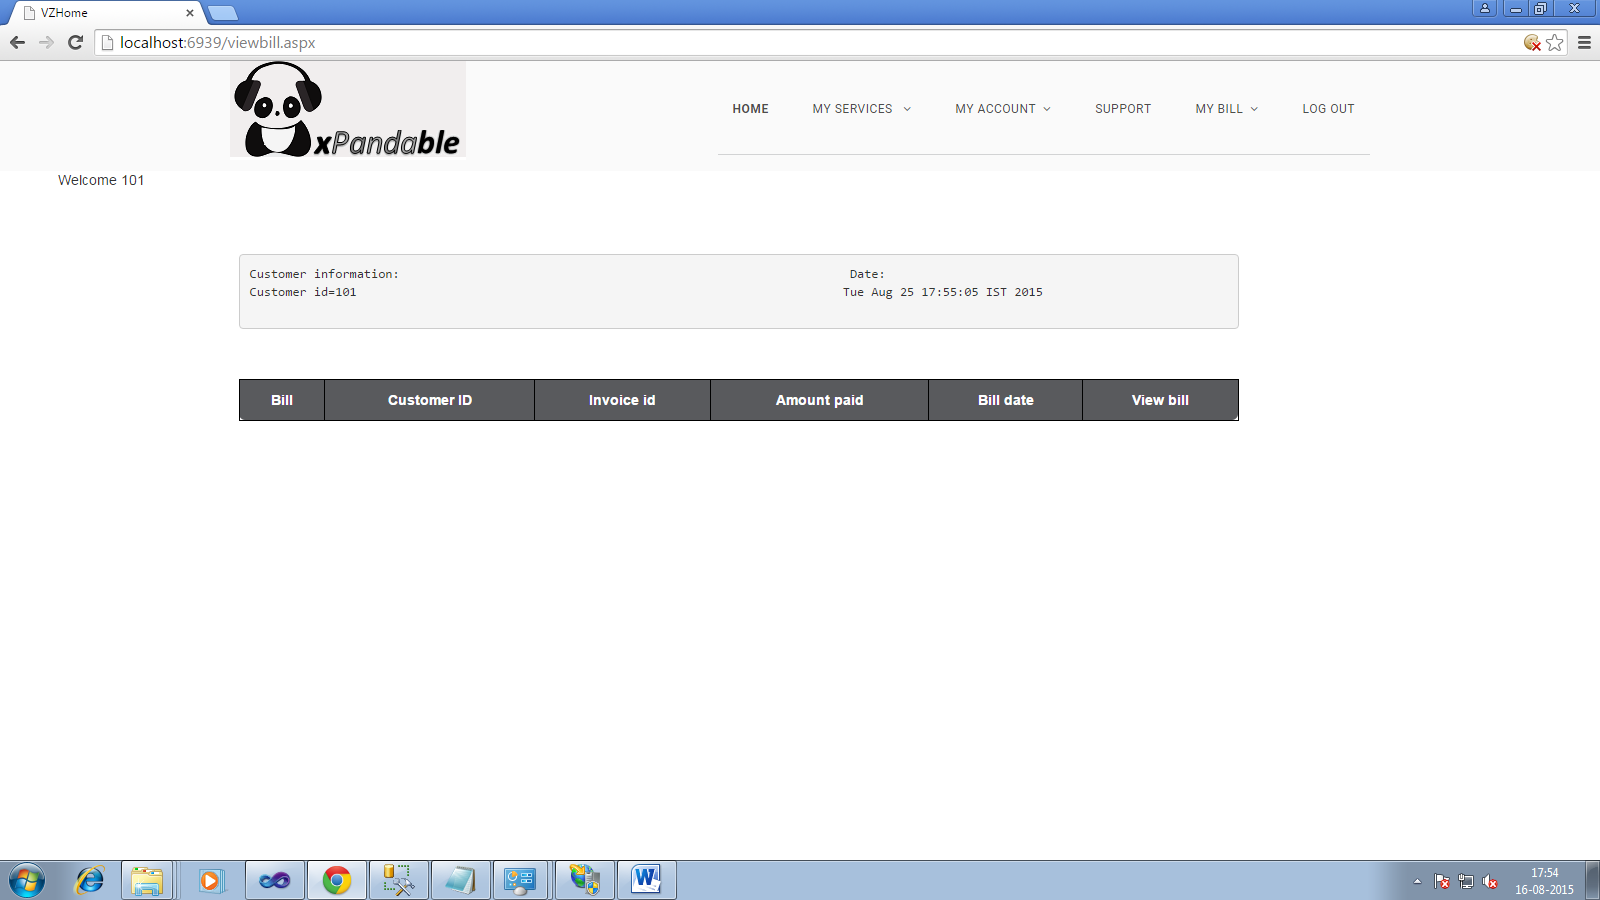 VZHome
localhost:6939/viewbill.aspx
xPandable
HOME MY SERVICES MY ACCOUNT SUPPORT MY BILL LOG OUT
Welcome 101
Customer information: Date:
Customer id=101 Tue Aug 25 17:55:05 IST 2015
Bill Customer ID Invoice id Amount paid Bill date View bill
17:54
16-08-2015